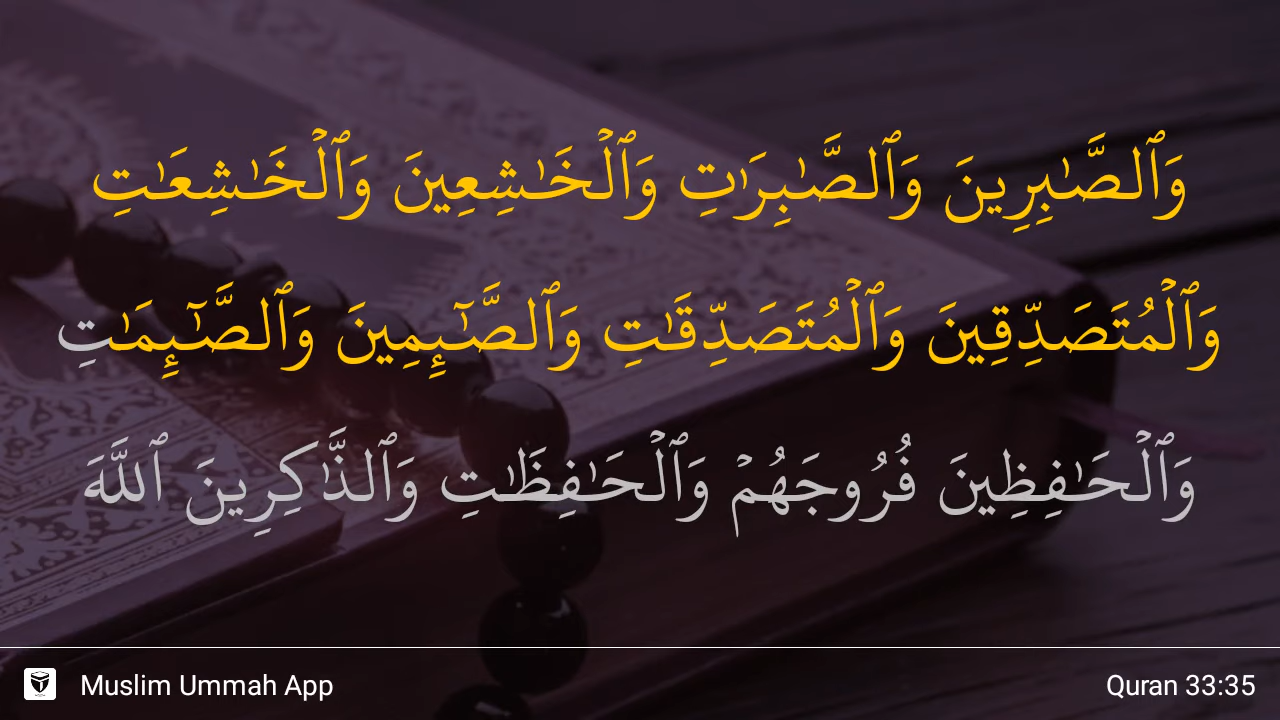 وَٱلصَّـٰبِرِينَ وَٱلصَّـٰبِرَٰتِ وَٱلْخَـٰشِعِينَ وَٱلْخَـٰشِعَـٰتِ
وَٱلْمُتَصَدِّقِينَ وَٱلْمُتَصَدِّقَـٰتِ وَٱلصَّـٰٓئِمِينَ وَٱلصَّـٰٓئِمَـٰتِ
وَٱلْحَـٰفِظِينَ فُرُوجَهُمْ وَٱلْحَـٰفِظَـٰتِ وَٱلذَّٰكِرِينَ ٱللَّهَ
Muslim Ummah App
Quran 33:35